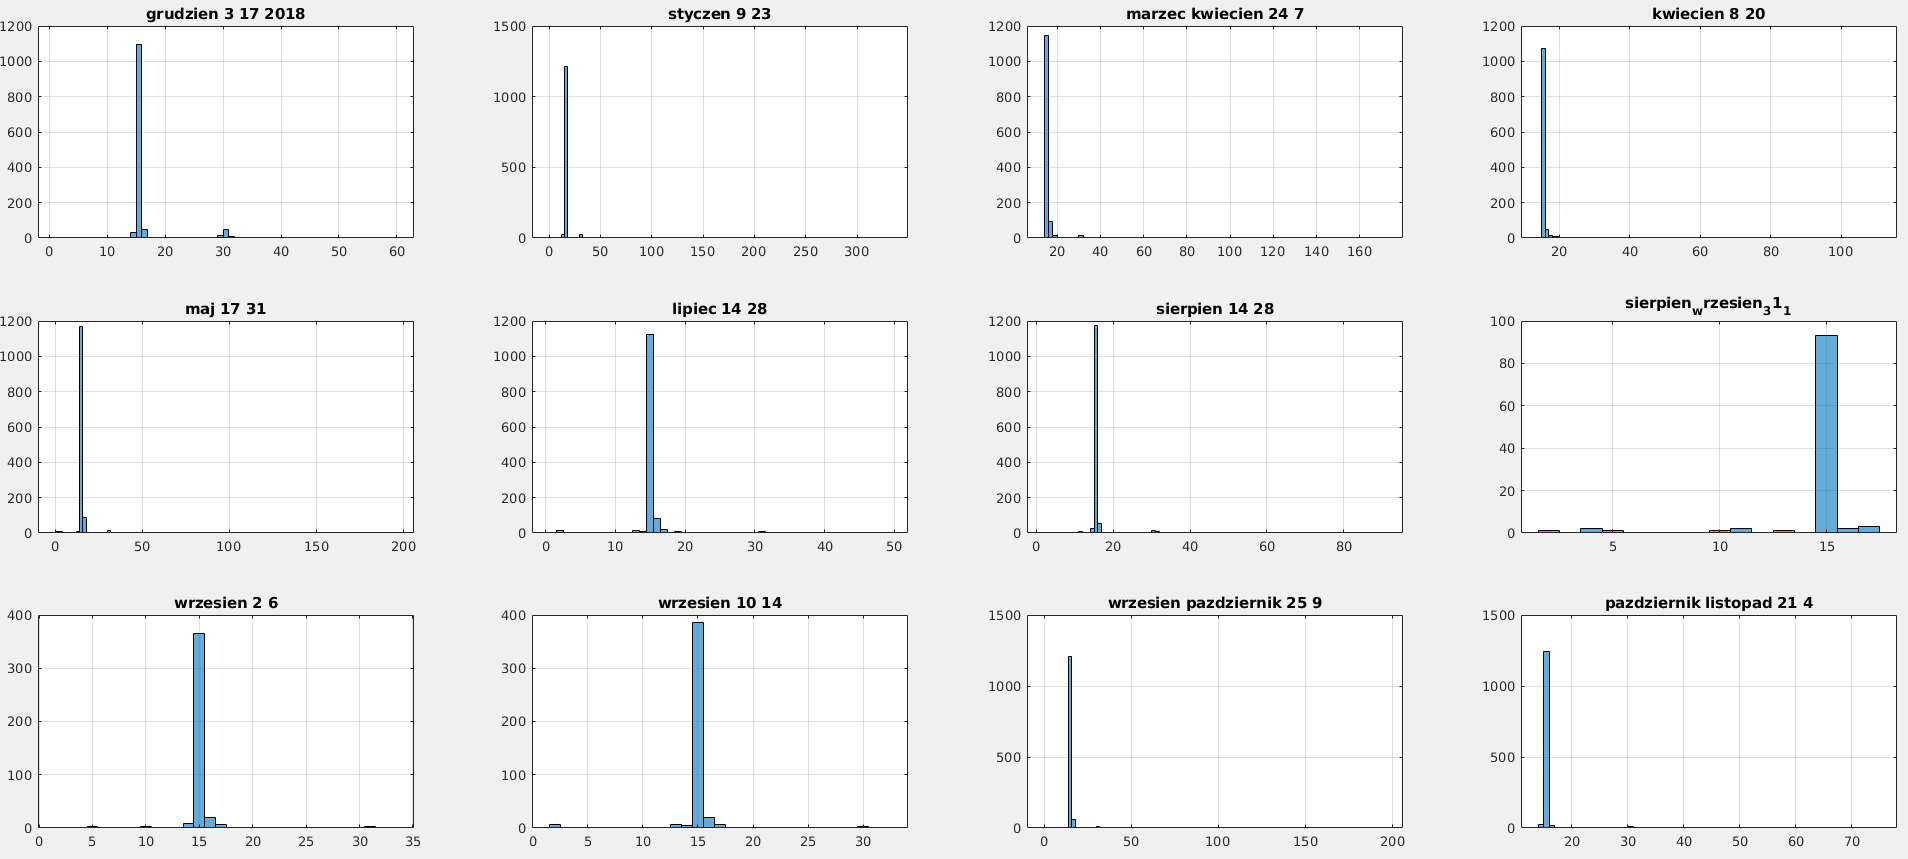 grudzien 3 17 2018
1200
1000
800
600
400
200
0
0 10 20 30 40 50 60
styczen 9 23
1500
1000
500
0
0 50 100 150 200 250 300
marzec kwiecien 24 7
1200
1000
800
600
400
200
0
20 40 60 80 100 120 140 160
kwiecien 8 20
1200
1000
800
600
400
200
0
20 40 60 80 100
maj 17 31
1200
1000
800
600
400
200
0
0 50 100 150 200
lipiec 14 28
1200
1000
800
600
400
200
0
0 10 20 30 40 50
sierpien 14 28
1200
1000
800
600
400
200
0
0 20 40 60 80
sierpienwrzesien311
100
80
60
40
20
0
5 10 15
wrzesien 2 6
400
300
200
100
0
0 5 10 15 20 25 30 35
wrzesien 10 14
400
300
200
100
0
0 5 10 15 20 25 30
wrzesien pazdziernik 25 9
1500
1000
500
0
0 50 100 150 200
pazdziernik listopad 21 4
1500
1000
500
0
20 30 40 50 60 70